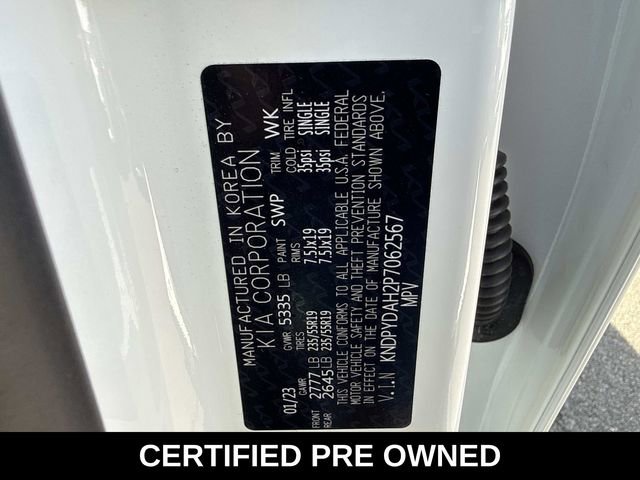 MANUFACTURED IN KOREA BY
KIA CORPORATION
01/23 GVWR 5335 LB PAINT SWP TRIM WK
GAWR TIRES RIMS COLD TIRE INFL
FRONT 2777 LB 235/55R19 7.5Jx19 35psi SINGLE
REAR 2645 LB 235/55R19 7.5Jx19 35psi SINGLE
THIS VEHICLE CONFORMS TO ALL APPLICABLE U.S.A. FEDERAL
MOTOR VEHICLE SAFETY AND THEFT PREVENTION STANDARDS
IN EFFECT ON THE DATE OF MANUFACTURE SHOWN ABOVE.
V.I.N KNDPYDAH2P7062567
MPV
CERTIFIED PRE OWNED